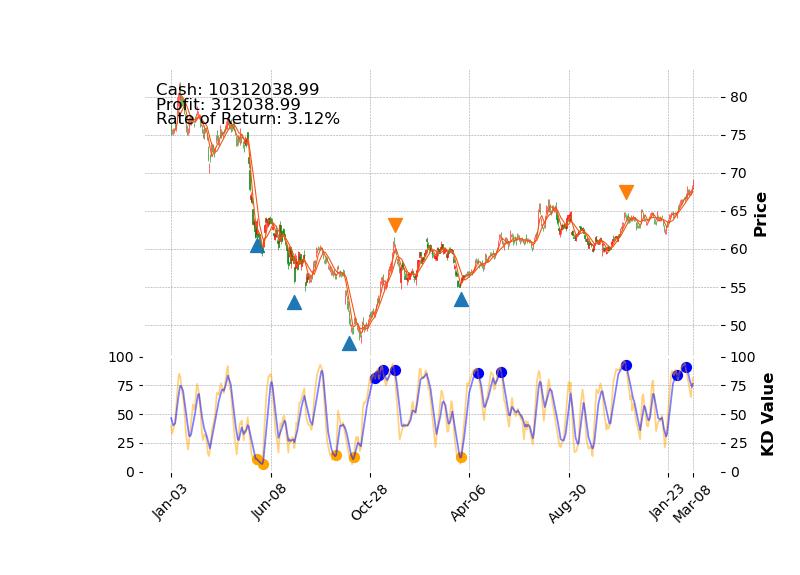 Cash: 10312038.99
Profit: 312038.99
Rate of Return: 3.12%
80
75
70
65
60
55
50
Price
100
75
50
25
0
100
75
50
25
0
KD Value
Jan-03
Jun-08
Oct-28
Apr-06
Aug-30
Jan-23
Mar-08